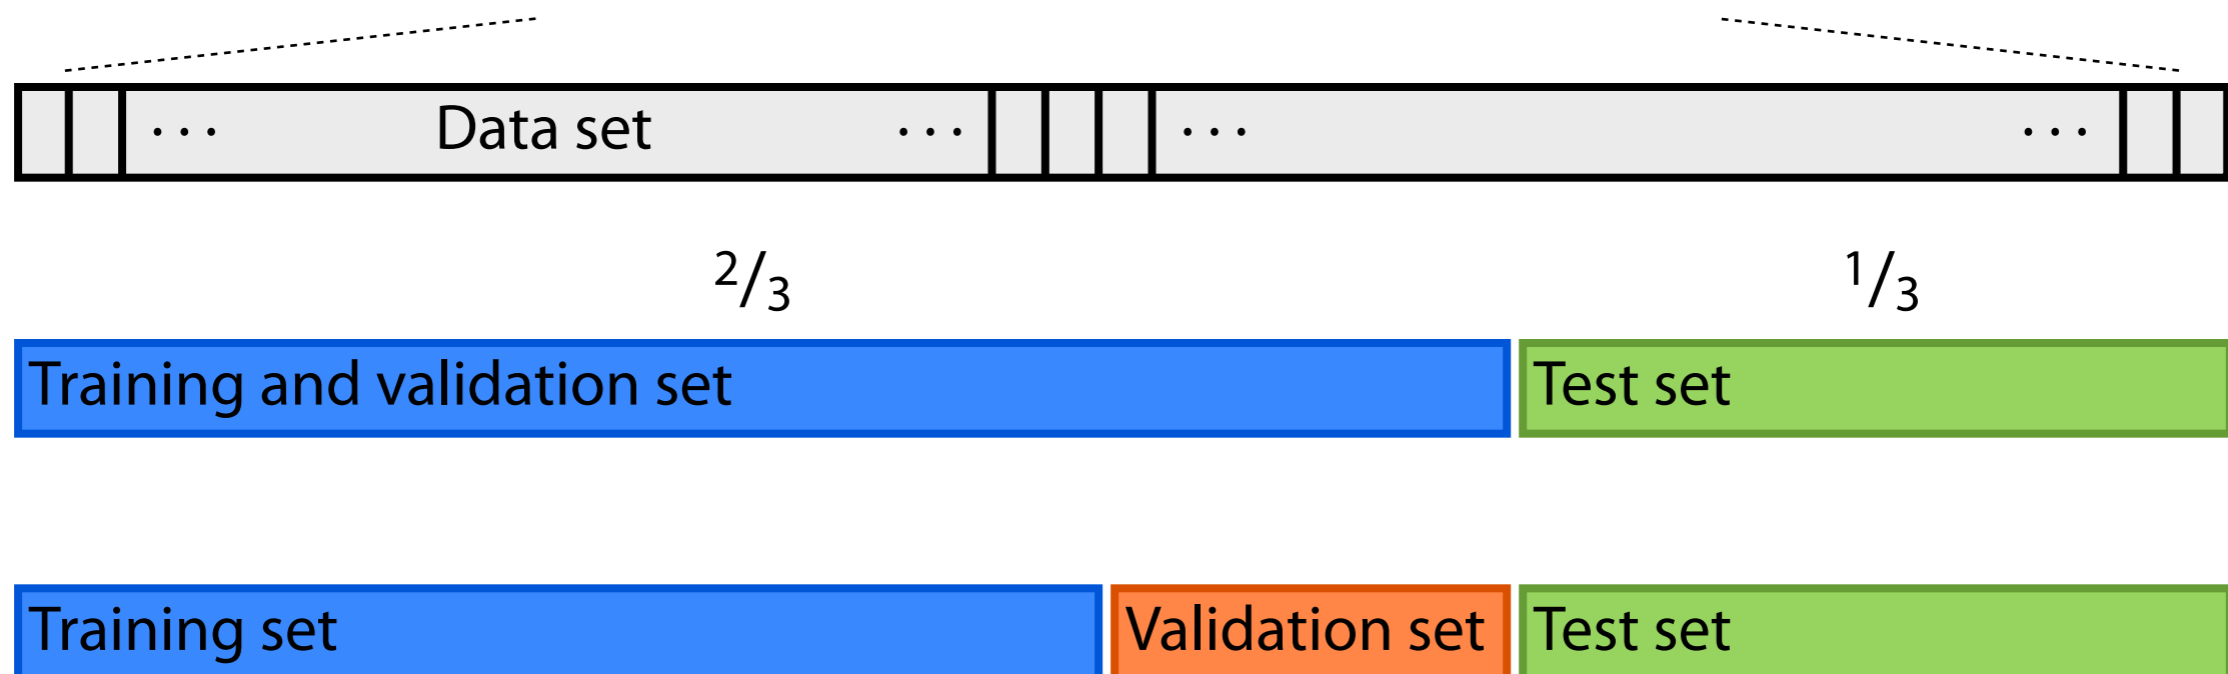 ... Data set ... ... ...
2/3 1/3
Training and validation set Test set
Training set Validation set Test set